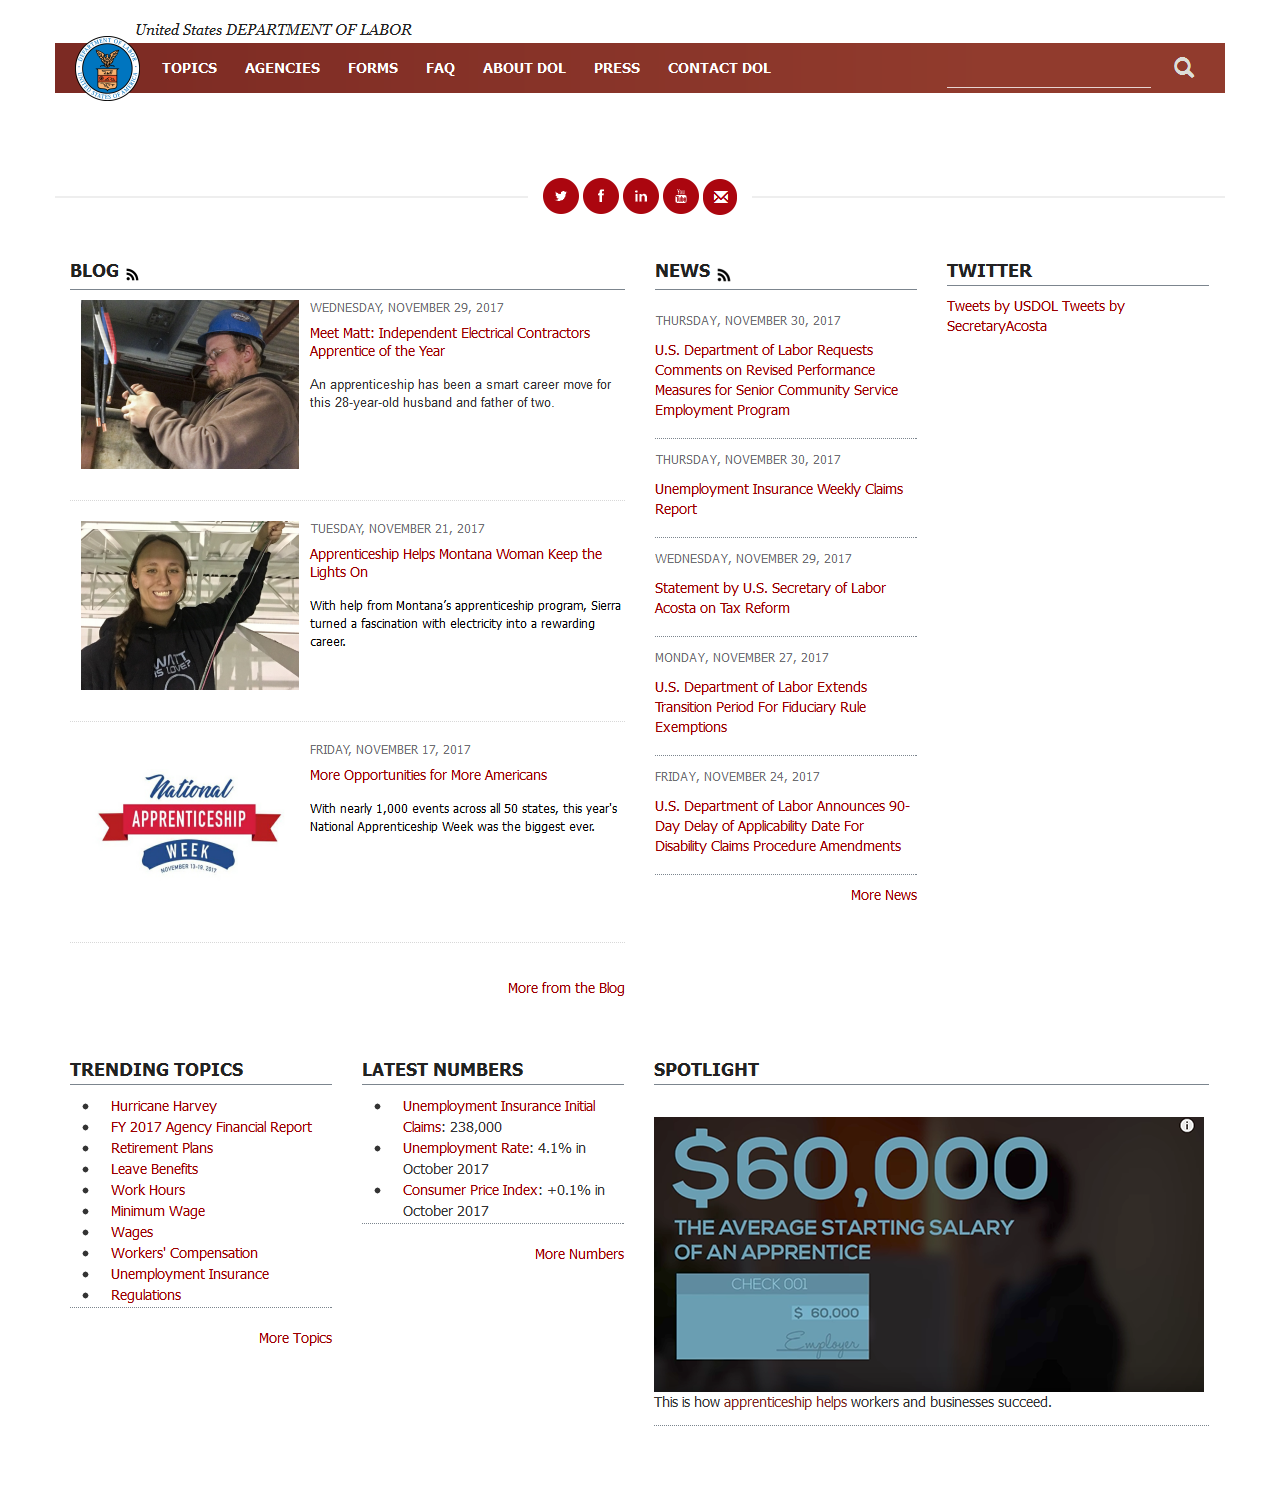 United States DEPARTMENT OF LABOR
TOPICS AGENCIES FORMS FAQ ABOUT DOL PRESS CONTACT DOL
BLOG
WEDNESDAY, NOVEMBER 29, 2017
Meet Matt: Independent Electrical Contractors
Apprentice of the Year
An apprenticeship has been a smart career move for
this 28-year-old husband and father of two.
TUESDAY, NOVEMBER 21, 2017
Apprenticeship Helps Montana Woman Keep the
Lights On
With help from Montana’s apprenticeship program, Sierra
turned a fascination with electricity into a rewarding
career.
WATT
IS LOVE?
FRIDAY, NOVEMBER 17, 2017
More Opportunities for More Americans
With nearly 1,000 events across all 50 states, this year's
National Apprenticeship Week was the biggest ever.
National
APPRENTICESHIP
WEEK
NOVEMBER 13-19, 2017
More from the Blog
NEWS
THURSDAY, NOVEMBER 30, 2017
U.S. Department of Labor Requests
Comments on Revised Performance
Measures for Senior Community Service
Employment Program
THURSDAY, NOVEMBER 30, 2017
Unemployment Insurance Weekly Claims
Report
WEDNESDAY, NOVEMBER 29, 2017
Statement by U.S. Secretary of Labor
Acosta on Tax Reform
MONDAY, NOVEMBER 27, 2017
U.S. Department of Labor Extends
Transition Period For Fiduciary Rule
Exemptions
FRIDAY, NOVEMBER 24, 2017
U.S. Department of Labor Announces 90-
Day Delay of Applicability Date For
Disability Claims Procedure Amendments
More News
TWITTER
Tweets by USDOL Tweets by
SecretaryAcosta
TRENDING TOPICS
Hurricane Harvey
FY 2017 Agency Financial Report
Retirement Plans
Leave Benefits
Work Hours
Minimum Wage
Wages
Workers' Compensation
Unemployment Insurance
Regulations
More Topics
LATEST NUMBERS
Unemployment Insurance Initial
Claims: 238,000
Unemployment Rate: 4.1% in
October 2017
Consumer Price Index: +0.1% in
October 2017
More Numbers
SPOTLIGHT
$60,000
THE AVERAGE STARTING SALARY
OF AN APPRENTICE
CHECK 001
$ 60,000
Employer
This is how apprenticeship helps workers and businesses succeed.